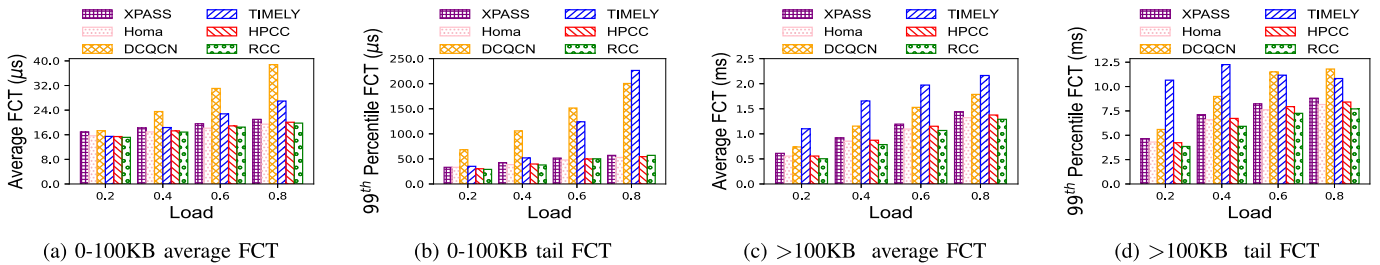 XPASS TIMELY
Homa HPCC
DCQCN RCC
Average FCT (μs)
40.0
32.0
24.0
16.0
8.0
0.0
0.2 0.4 0.6 0.8
Load
(a) 0-100KB average FCT
XPASS TIMELY
Homa HPCC
DCQCN RCC
99th Percentile FCT (μs)
250.0
200.0
150.0
100.0
50.0
0.0
0.2 0.4 0.6 0.8
Load
(b) 0-100KB tail FCT
XPASS TIMELY
Homa HPCC
DCQCN RCC
Average FCT (ms)
2.5
2.0
1.5
1.0
0.5
0.0
0.2 0.4 0.6 0.8
Load
(c) >100KB average FCT
XPASS TIMELY
Homa HPCC
DCQCN RCC
99th Percentile FCT (ms)
12.5
10.0
7.5
5.0
2.5
0.0
0.2 0.4 0.6 0.8
Load
(d) >100KB tail FCT